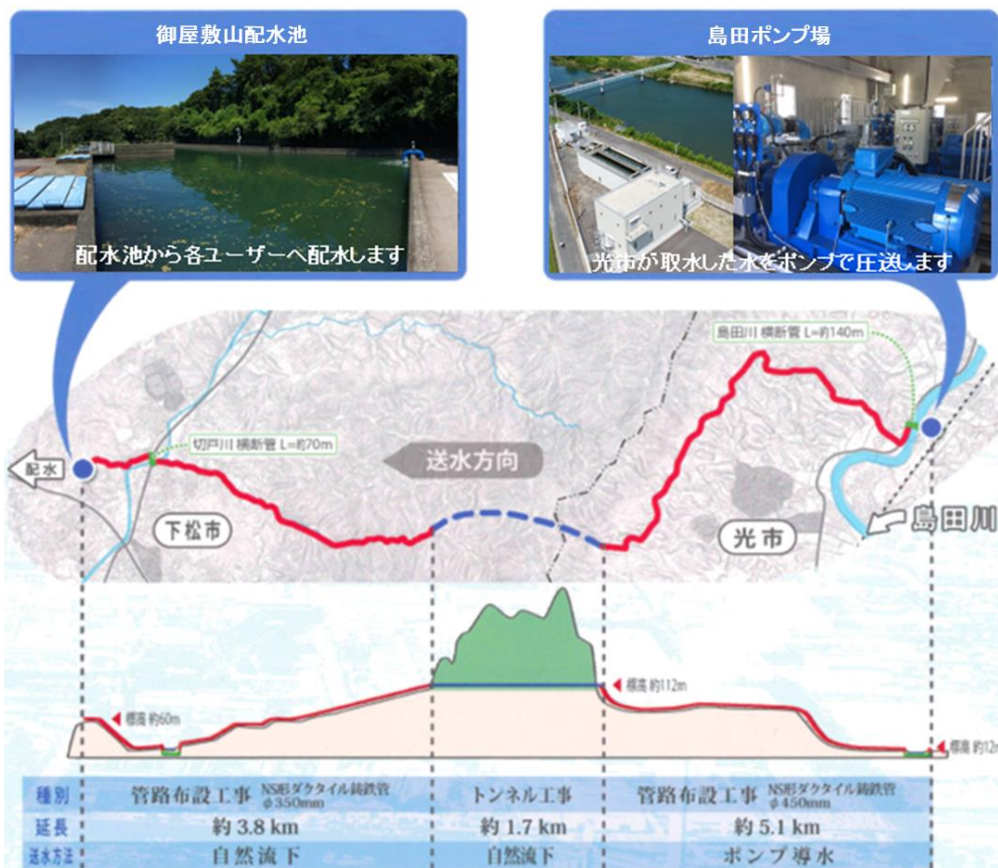 御屋敷山配水池
配水池から各ユーザーへ配水します
島田ポンプ場
光市が取水した水をポンプで圧送します
島田川 横断管 L=約140m
切戸川 横断管 L=約70m
送水方向
配水
下松市
光市
島田川
標高 約60m
標高 約112m
標高 約12m
種別 管路布設工事 NS形ダクタイル鋳鉄管 φ350mm トンネル工事 管路布設工事 NS形ダクタイル鋳鉄管 φ450mm
延長 約 3.8 km 約 1.7 km 約 5.1 km
送水方法 自然流下 自然流下 ポンプ導水